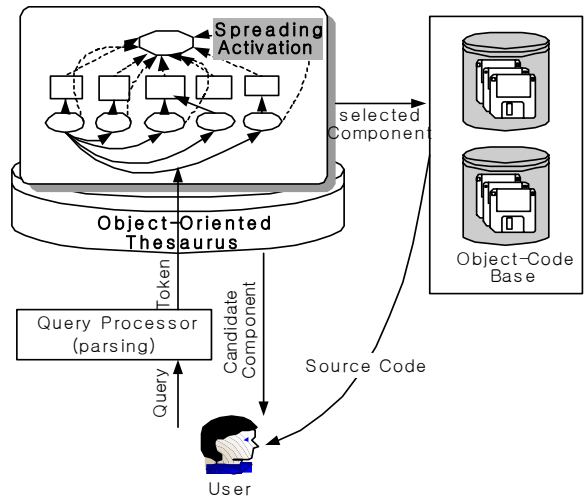 Spreading
Activation
selected
Component
Object-Oriented
Thesaurus
Object-Code
Base
Token
Query Processor
(parsing)
Candidate
Component
Source Code
Query
User